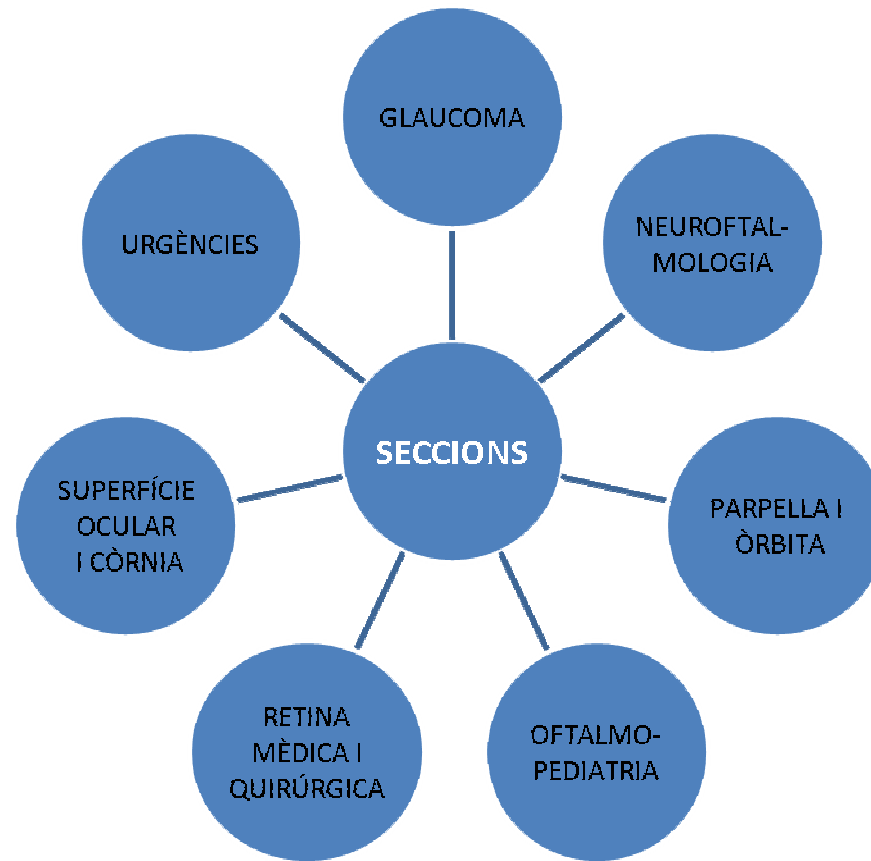 GLAUCOMA
NEUROFTAL-
MOLOGIA
URGÈNCIES
SECCIONS
SUPERFÍCIE
OCULAR
I CÒRNIA
PARPELLA I
ÒRBITA
RETINA
MÈDICA I
QUIRÚRGICA
OFTALMO-
PEDIATRIA